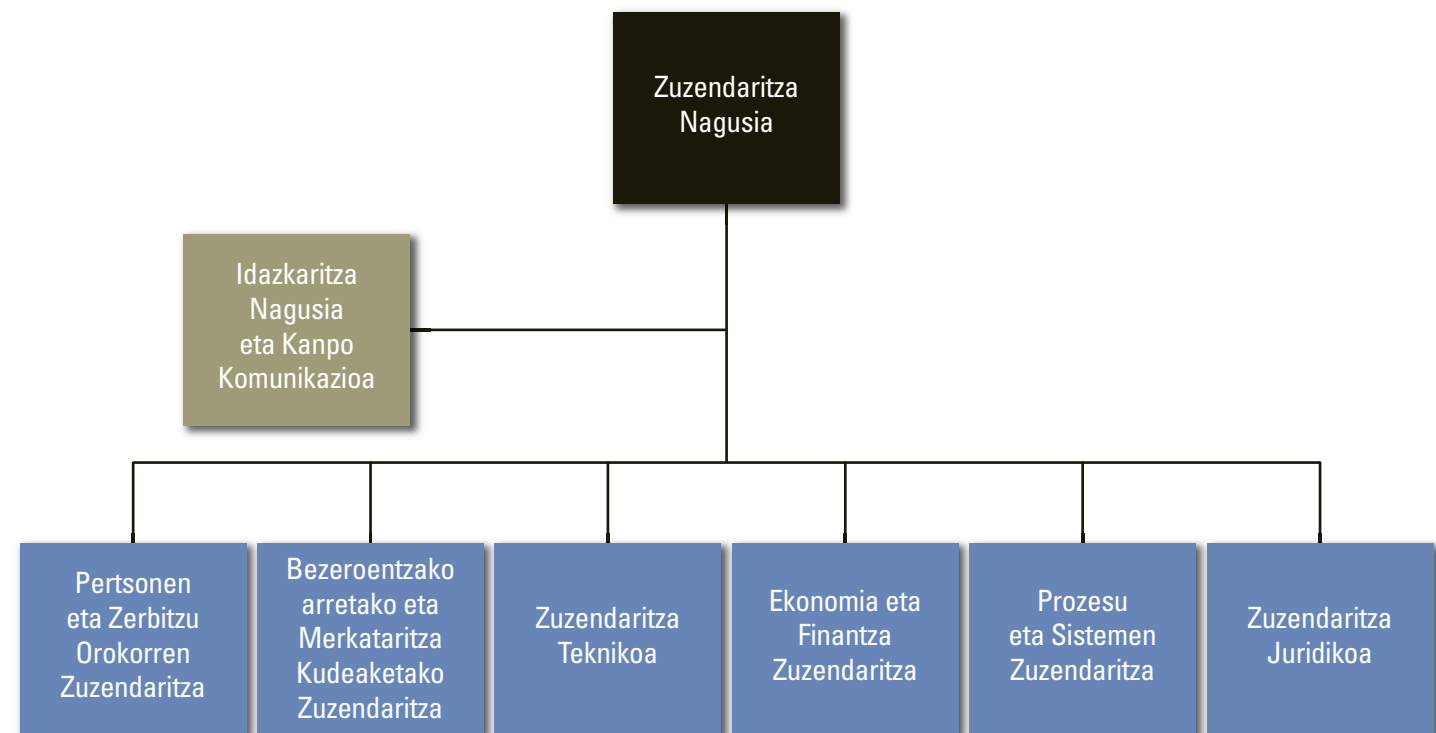 Zuzendaritza
Nagusia
Idazkaritza
Nagusia
eta Kanpo
Komunikazioa
Pertsonen
eta Zerbitzu
Orokorren
Zuzendaritza
Bezeroentzako
arretako eta
Merkataritza
Kudeaketako
Zuzendaritza
Zuzendaritza
Teknikoa
Ekonomia eta
Finantza
Zuzendaritza
Prozesu
eta Sistemen
Zuzendaritza
Zuzendaritza
Juridikoa